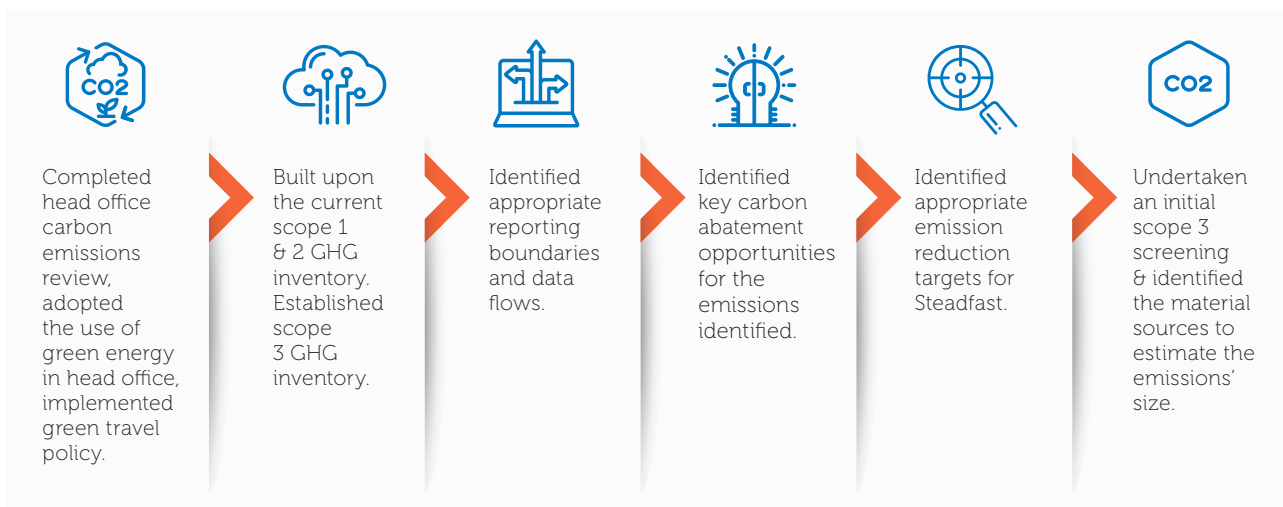 CO2
CO2
Completed
head office
carbon
emissions
review,
adopted
the use of
green energy
in head office,
implemented
green travel
policy.
Built upon
the current
scope 1
& 2 GHG
inventory.
Established
scope
3 GHG
inventory.
Identified
appropriate
reporting
boundaries
and data
flows.
Identified
key carbon
abatement
opportunities
for the
emissions
identified.
Identified
appropriate
emission
reduction
targets for
Steadfast.
Undertaken
an initial
scope 3
screening
& identified
the material
sources to
estimate the
emissions’
size.